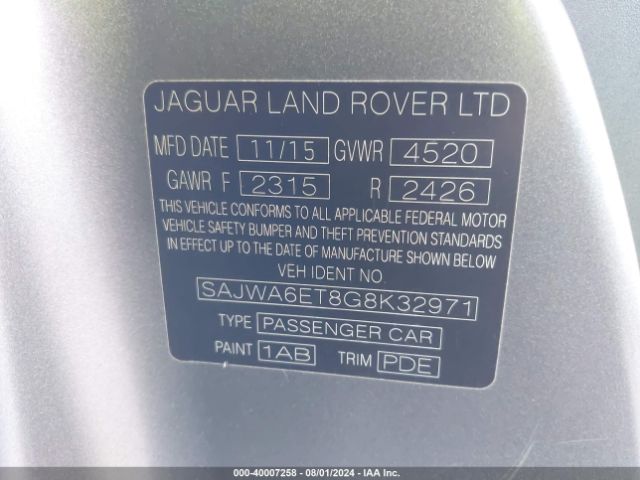 JAGUAR LAND ROVER LTD
MFD DATE 11/15 GVWR 4520
GAWR F 2315 R 2426
THIS VEHICLE CONFORMS TO ALL APPLICABLE FEDERAL MOTOR
VEHICLE SAFETY BUMPER AND THEFT PREVENTION STANDARDS
IN EFFECT UP TO THE DATE OF MANUFACTURE SHOWN BELOW.
VEH IDENT NO.
SAJWA6ET8G8K32971
TYPE PASSENGER CAR
PAINT 1AB TRIM PDE
000-40007258 - 08/01/2024 - IAA Inc.